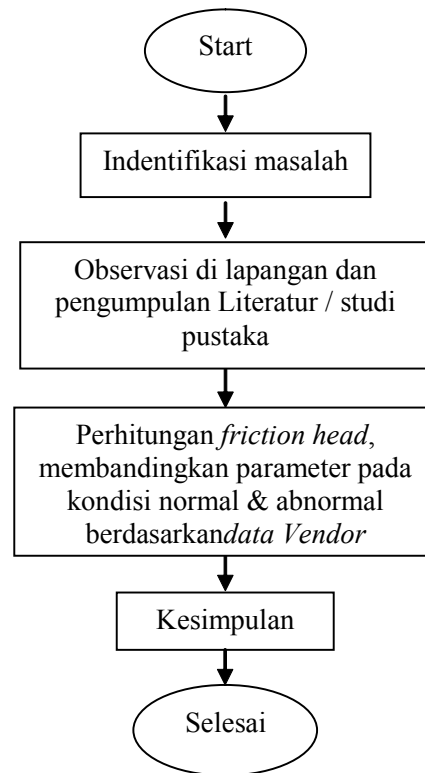 Start
Indentifikasi masalah
Observasi di lapangan dan
pengumpulan Literatur / studi
pustaka
Perhitungan friction head,
membandingkan parameter pada
kondisi normal & abnormal
berdasarkandata Vendor
Kesimpulan
Selesai